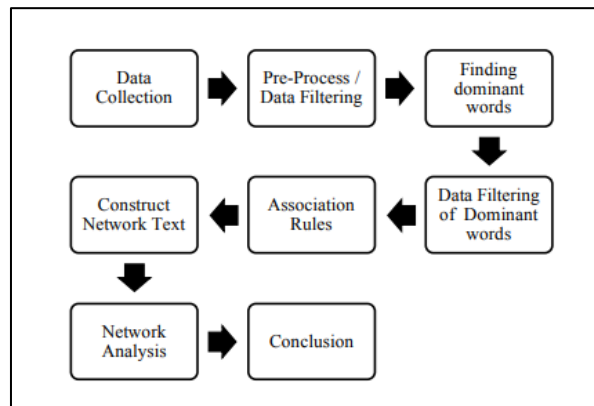 Data
Collection
Pre-Process /
Data Filtering
Finding
dominant
words
Data Filtering
of Dominant
words
Association
Rules
Construct
Network Text
Network
Analysis
Conclusion